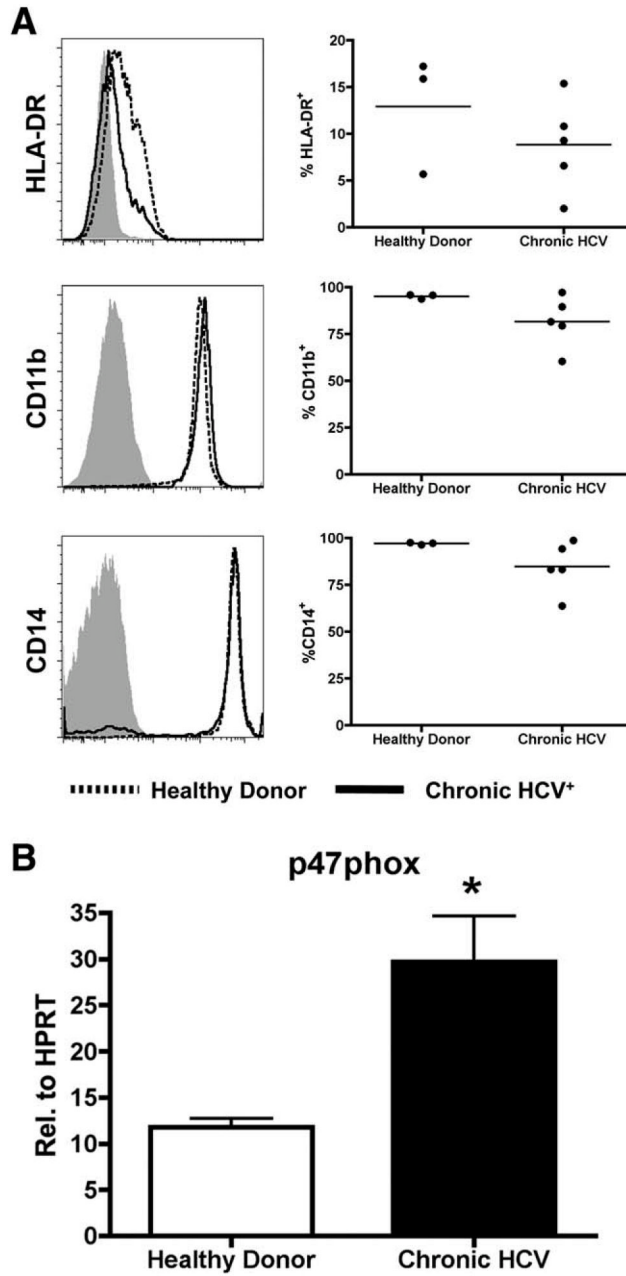 A
HLA-DR
% HLA-DR+
20
15
10
5
0
Healthy Donor Chronic HCV
CD11b
% CD11b+
100
75
50
25
0
Healthy Donor Chronic HCV
CD14
%CD14+
100
75
50
25
0
Healthy Donor Chronic HCV
Healthy Donor Chronic HCV+
B
p47phox
*
Rel. to HPRT
35
30
25
20
15
10
5
0
Healthy Donor Chronic HCV